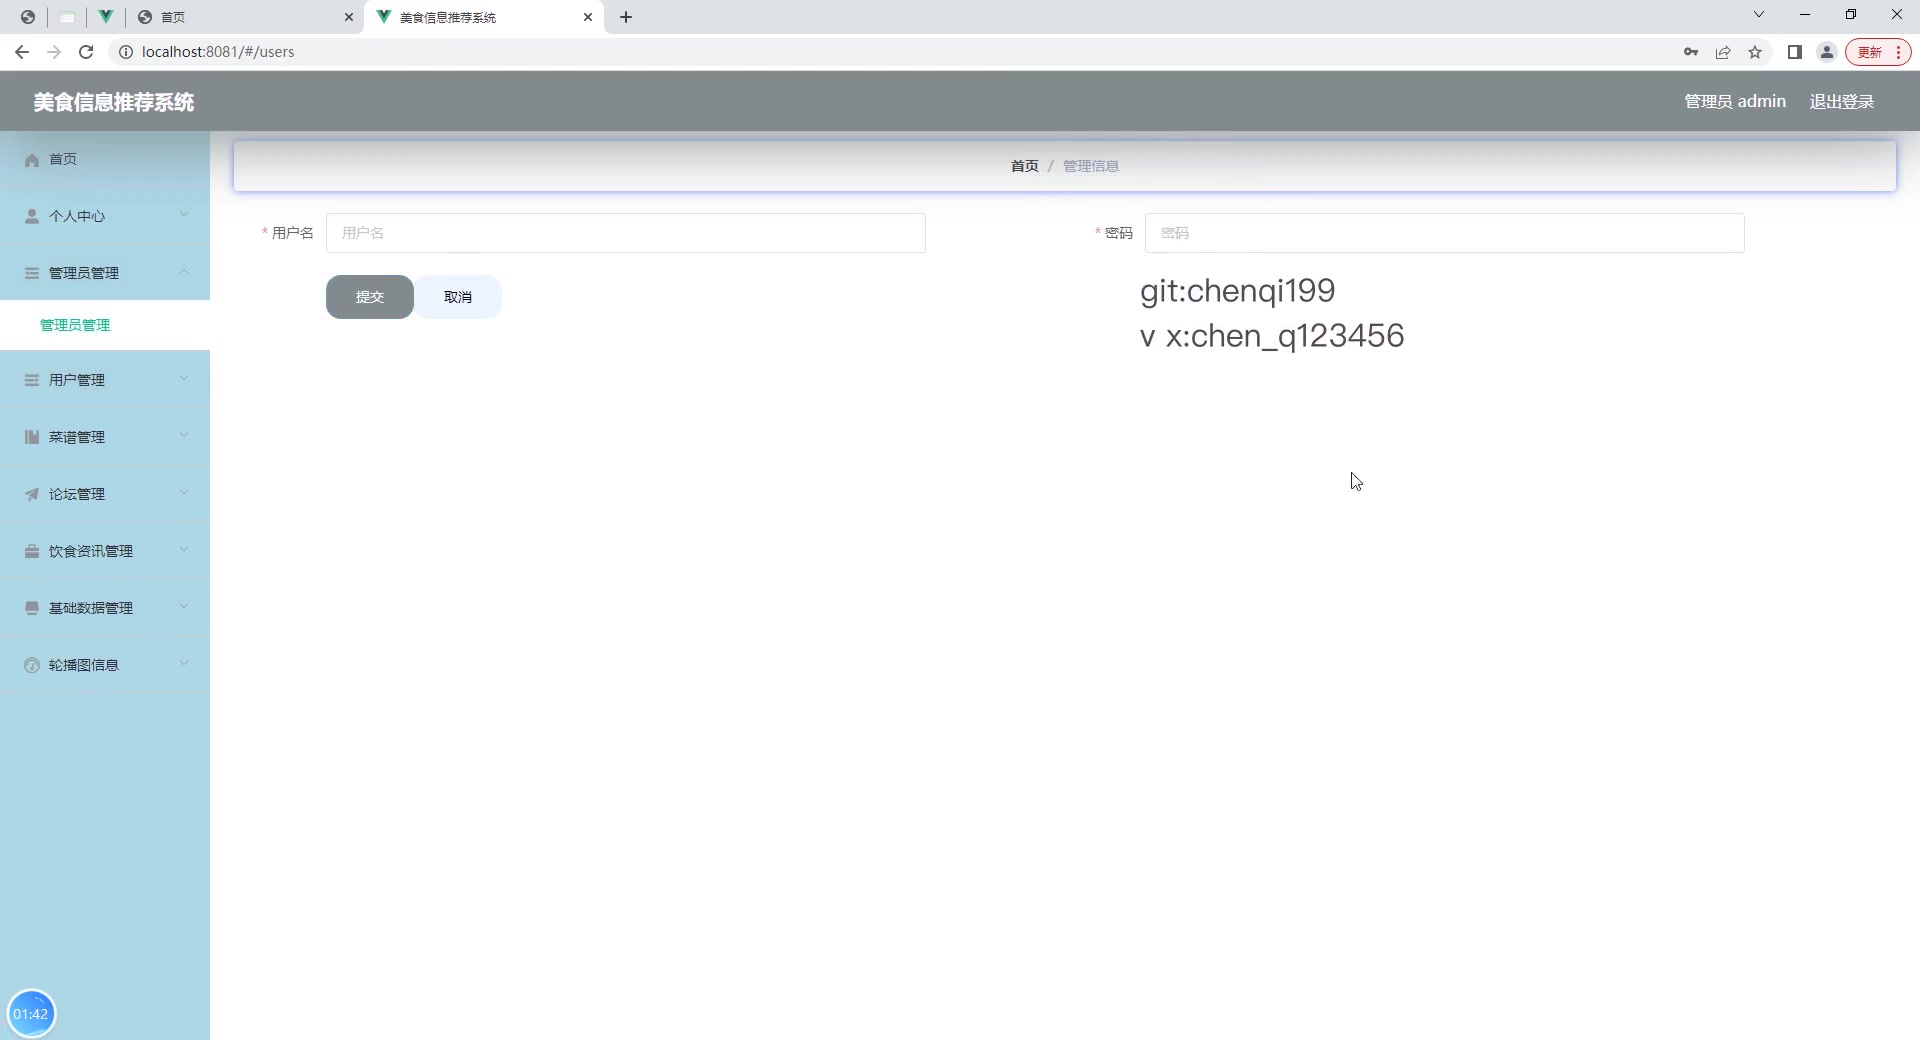 首页
美食信息推荐系统
localhost:8081/#/users
更新
美食信息推荐系统
管理员 admin
退出登录
首页
个人中心
管理员管理
管理员管理
用户管理
菜谱管理
论坛管理
饮食资讯管理
基础数据管理
轮播图信息
首页 / 管理信息
* 用户名
用户名
* 密码
密码
提交
取消
git:chenqi199
v x:chen_q123456
01:42